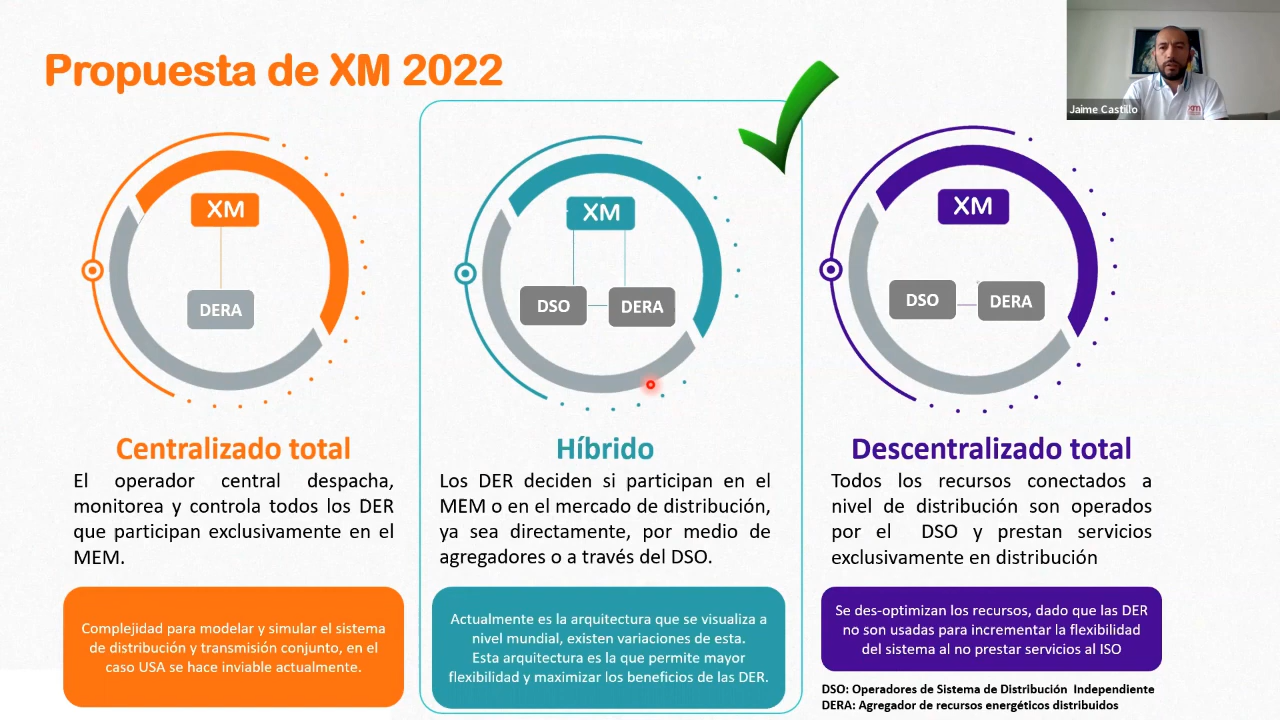 Propuesta de XM 2022
Jaime Castillo
xm
XM
DERA
Centralizado total
El operador central despacha,
monitorea y controla todos los DER
que participan exclusivamente en el
MEM.
Complejidad para modelar y simular el sistema
de distribución y transmisión conjunto, en el
caso USA se hace inviable actualmente.
XM
DSO
DERA
Híbrido
Los DER deciden si participan en el
MEM o en el mercado de distribución,
ya sea directamente, por medio de
agregadores o a través del DSO.
Actualmente es la arquitectura que se visualiza a
nivel mundial, existen variaciones de esta.
Esta arquitectura es la que permite mayor
flexibilidad y maximizar los beneficios de las DER.
XM
DSO
DERA
Descentralizado total
Todos los recursos conectados a
nivel de distribución son operados
por el DSO y prestan servicios
exclusivamente en distribución
Se des-optimizan los recursos, dado que las DER
no son usadas para incrementar la flexibilidad
del sistema al no prestar servicios al ISO
DSO: Operadores de Sistema de Distribución Independiente
DERA: Agregador de recursos energéticos distribuidos